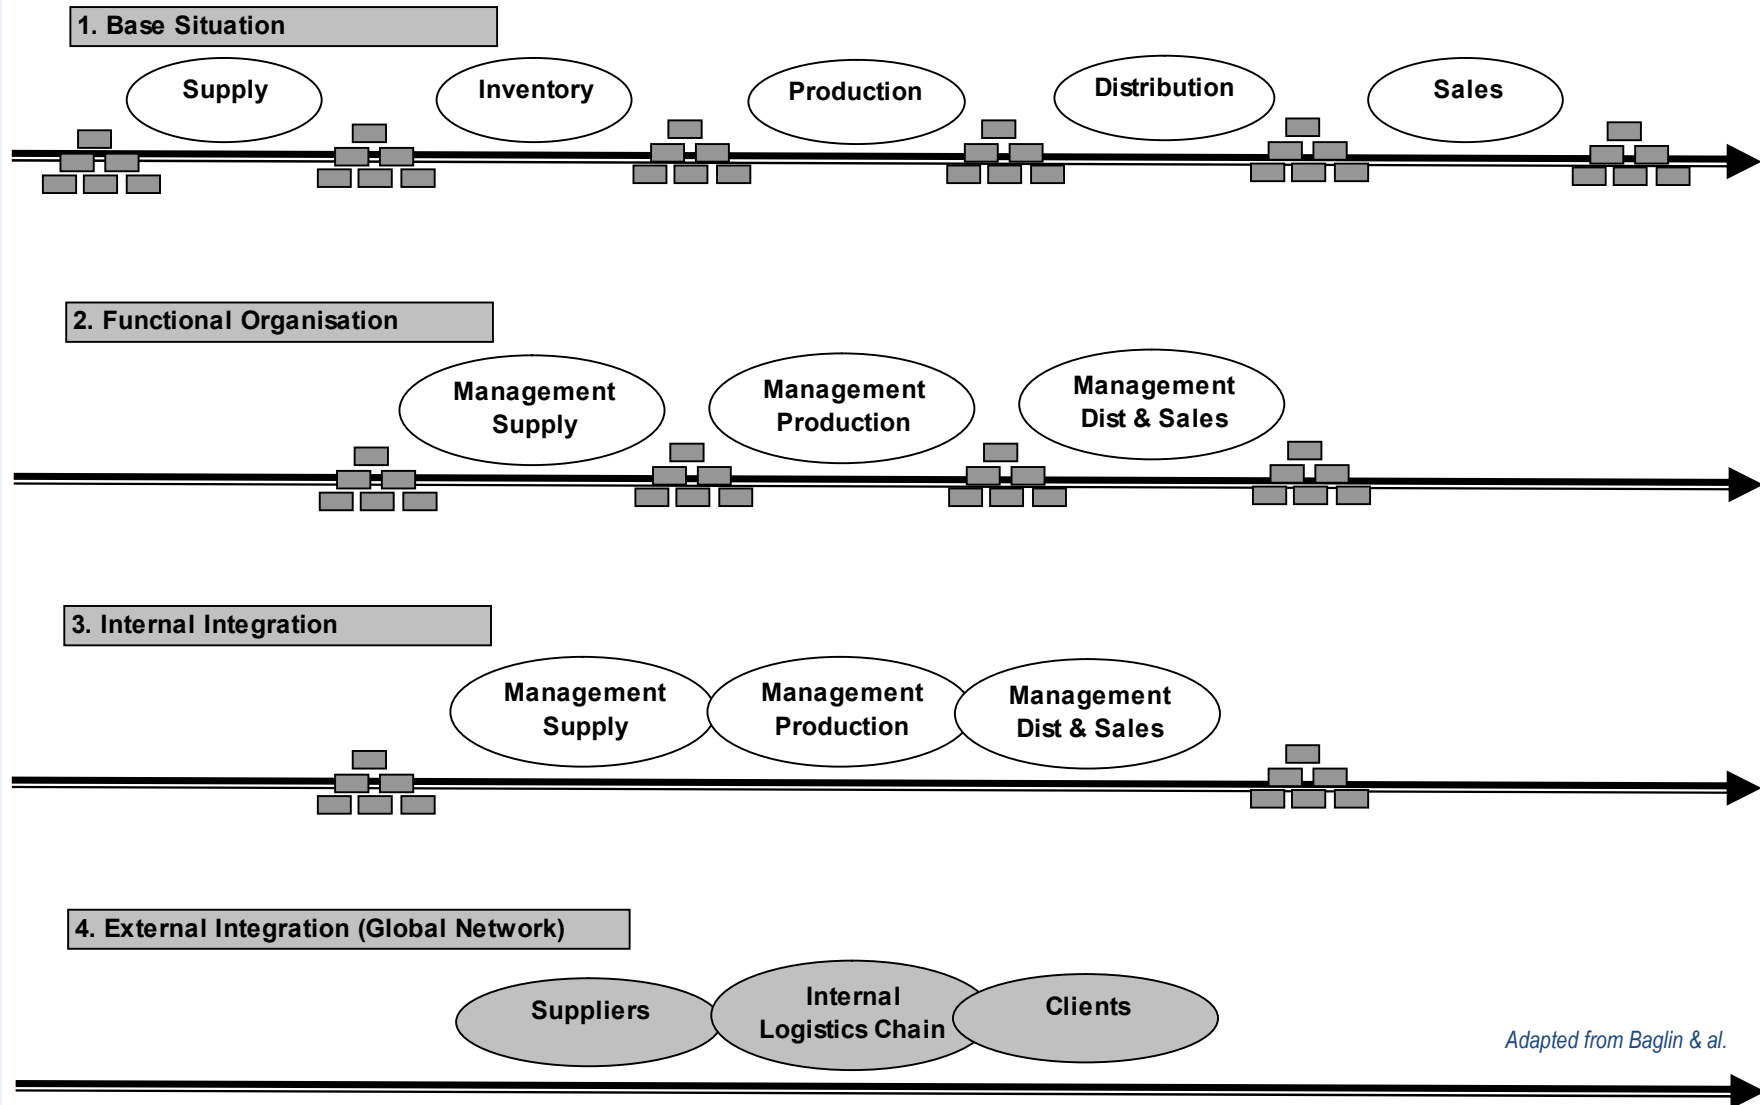 1. Base Situation
Supply
Inventory
Production
Distribution
Sales
2. Functional Organisation
Management
Supply
Management
Production
Management
Dist & Sales
3. Internal Integration
Management
Supply
Management
Production
Management
Dist & Sales
4. External Integration (Global Network)
Suppliers
Internal
Logistics Chain
Clients
Adapted from Baglin & al.